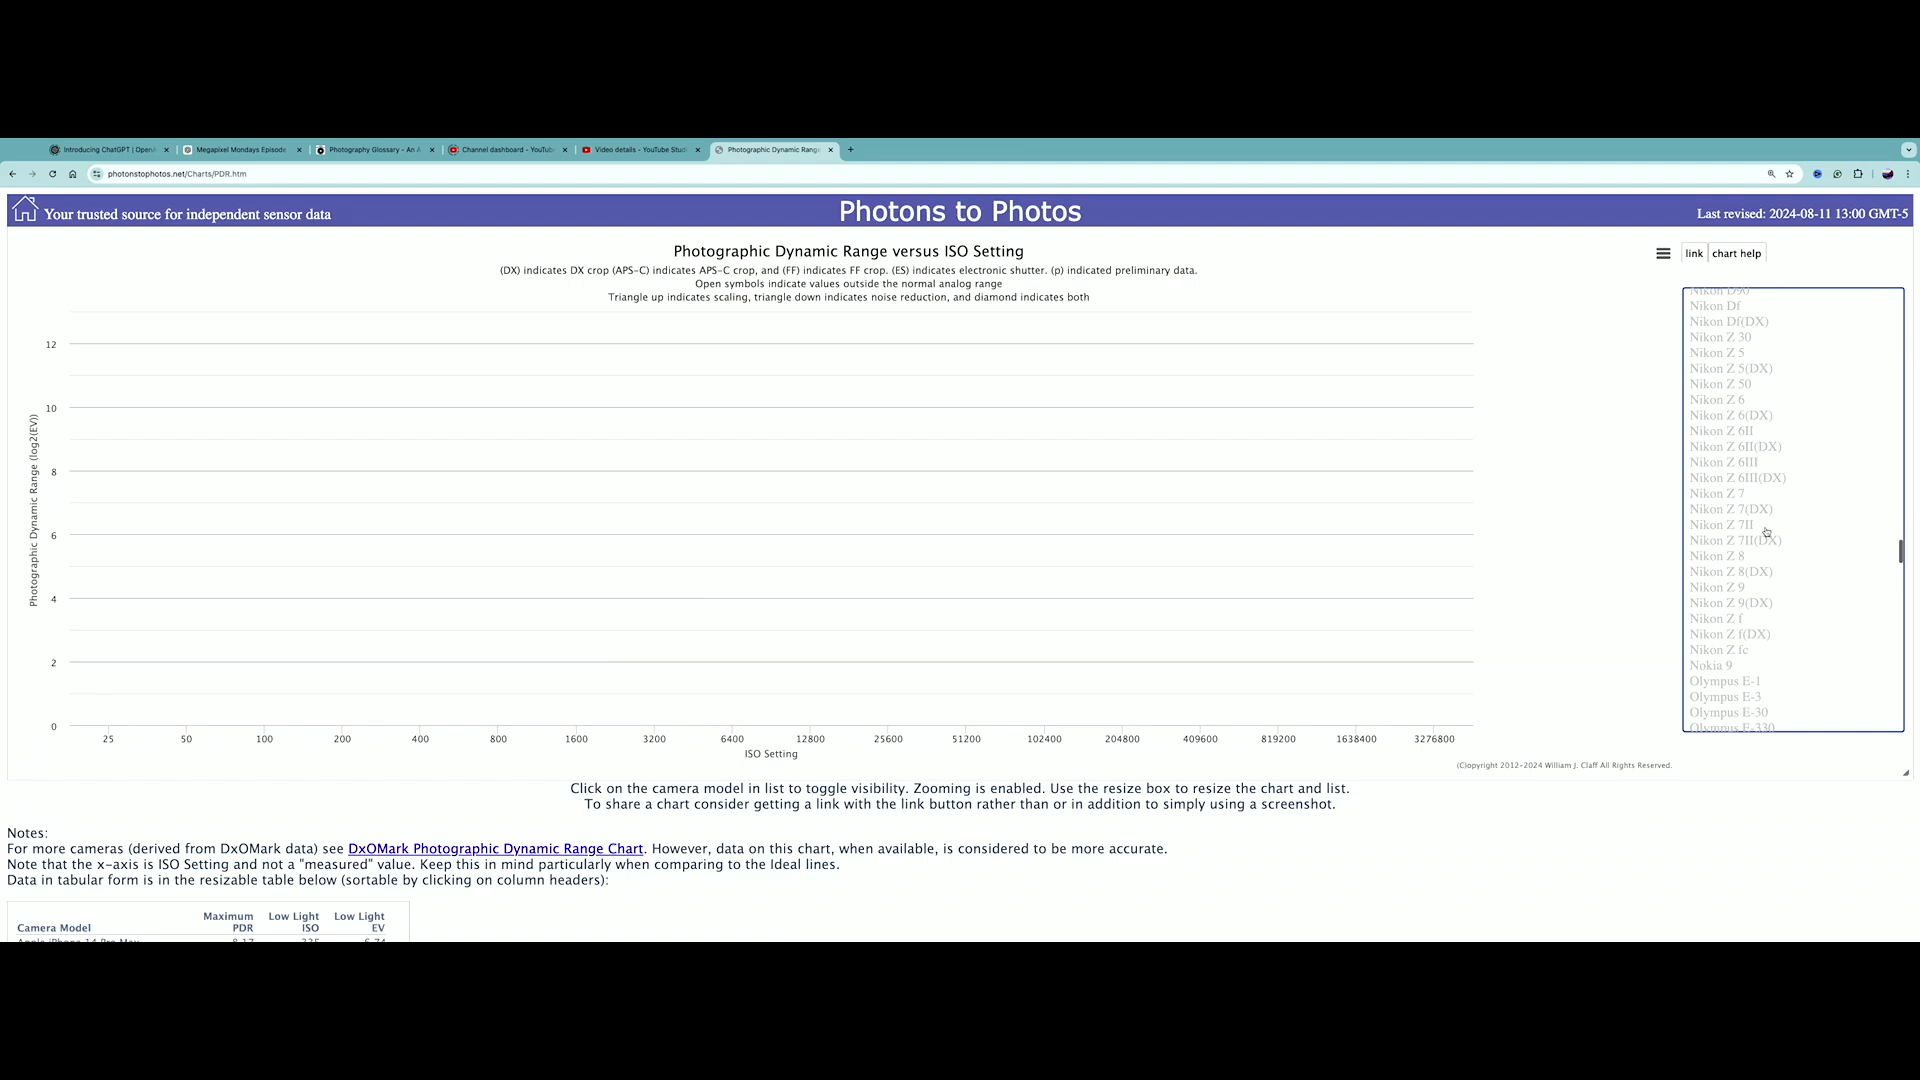 Introducing ChatGPT | OpenA
Megapixel Mondays Episode
Photography Glossary - An A
Channel dashboard - YouTube
Video details - YouTube Studi
Photographic Dynamic Range
photonstophotos.net/Charts/PDR.htm
Your trusted source for independent sensor data
Photons to Photos
Last revised: 2024-08-11 13:00 GMT-5
Photographic Dynamic Range versus ISO Setting
(DX) indicates DX crop (APS-C) indicates APS-C crop, and (FF) indicates FF crop. (ES) indicates electronic shutter. (p) indicated preliminary data.
Open symbols indicate values outside the normal analog range
Triangle up indicates scaling, triangle down indicates noise reduction, and diamond indicates both
link
chart help
Photographic Dynamic Range (log2(EV))
12
10
8
6
4
2
0
25 50 100 200 400 800 1600 3200 6400 12800 25600 51200 102400 204800 409600 819200 1638400 3276800
ISO Setting
Nikon D90
Nikon Df
Nikon Df(DX)
Nikon Z 30
Nikon Z 5
Nikon Z 5(DX)
Nikon Z 50
Nikon Z 6
Nikon Z 6(DX)
Nikon Z 6II
Nikon Z 6II(DX)
Nikon Z 6III
Nikon Z 6III(DX)
Nikon Z 7
Nikon Z 7(DX)
Nikon Z 7II
Nikon Z 7II(DX)
Nikon Z 8
Nikon Z 8(DX)
Nikon Z 9
Nikon Z 9(DX)
Nikon Z f
Nikon Z f(DX)
Nikon Z fc
Nokia 9
Olympus E-1
Olympus E-3
Olympus E-30
Olympus E-330
(C)opyright 2012-2024 William J. Claff All Rights Reserved.
Click on the camera model in list to toggle visibility. Zooming is enabled. Use the resize box to resize the chart and list.
To share a chart consider getting a link with the link button rather than or in addition to simply using a screenshot.
Notes:
For more cameras (derived from DxOMark data) see DxOMark Photographic Dynamic Range Chart. However, data on this chart, when available, is considered to be more accurate.
Note that the x-axis is ISO Setting and not a "measured" value. Keep this in mind particularly when comparing to the Ideal lines.
Data in tabular form is in the resizable table below (sortable by clicking on column headers):
Maximum Low Light Low Light
Camera Model PDR ISO EV
Apple iPhone 14 Pro Max 8.17 335 6.74